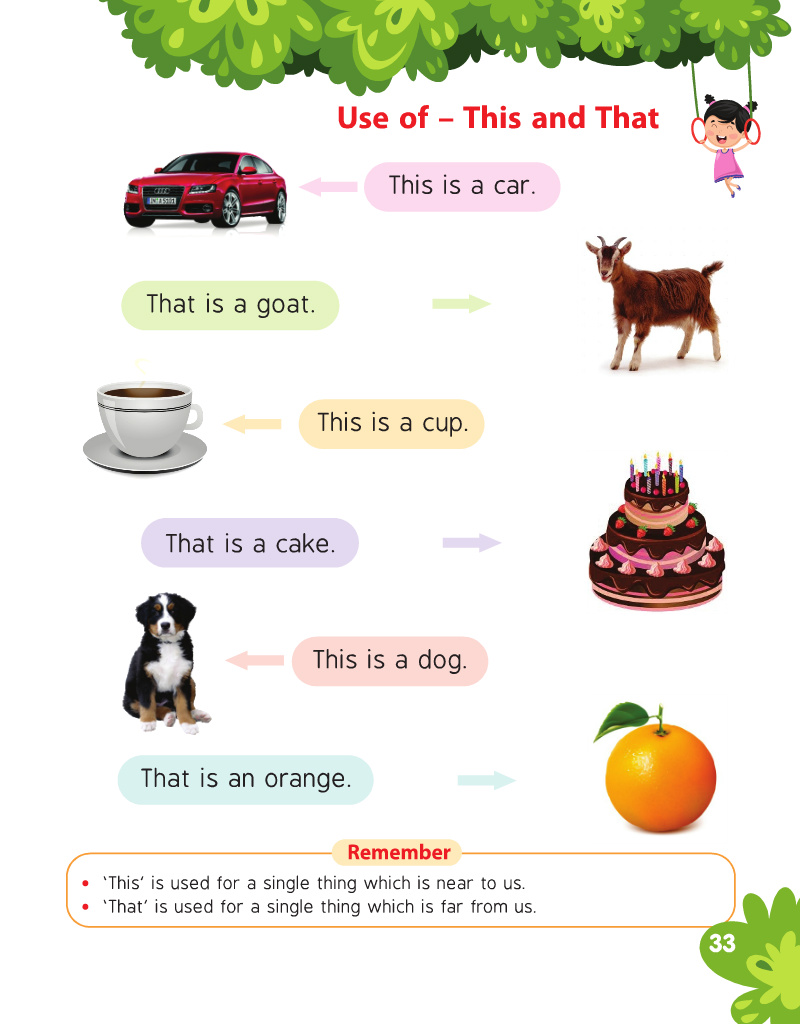 Use of – This and That
This is a car.
That is a goat.
This is a cup.
That is a cake.
This is a dog.
That is an orange.
Remember
• ‘This’ is used for a single thing which is near to us.
• ‘That’ is used for a single thing which is far from us.
33